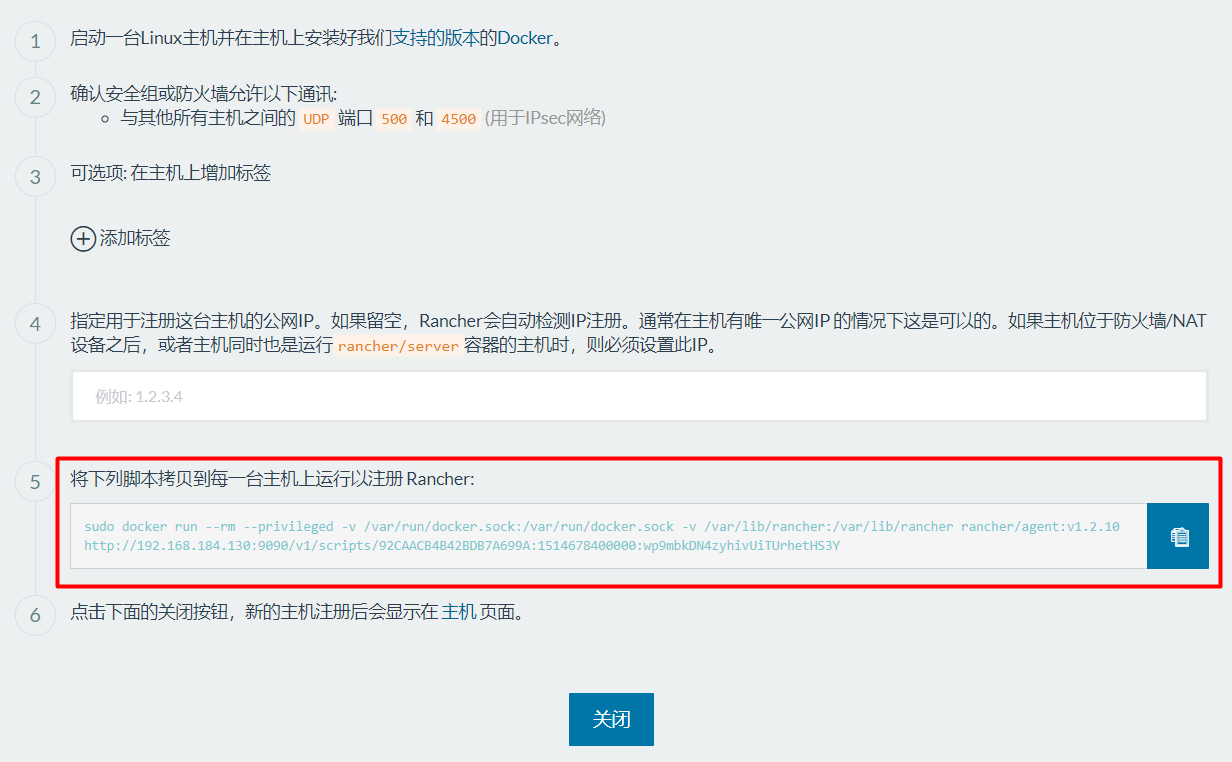 1 启动一台Linux主机并在主机上安装好我们支持的版本的Docker。
2 确认安全组或防火墙允许以下通讯:
与其他所有主机之间的 UDP 端口 500 和 4500 (用于IPsec网络)
3 可选项: 在主机上增加标签
添加标签
4 指定用于注册这台主机的公网IP。如果留空，Rancher会自动检测IP注册。通常在主机有唯一公网IP 的情况下这是可以的。如果主机位于防火墙/NAT
设备之后，或者主机同时也是运行 rancher/server 容器的主机时，则必须设置此IP。
例如: 1.2.3.4
5 将下列脚本拷贝到每一台主机上运行以注册 Rancher:
sudo docker run --rm --privileged -v /var/run/docker.sock:/var/run/docker.sock -v /var/lib/rancher:/var/lib/rancher rancher/agent:v1.2.10
http://192.168.184.130:9090/v1/scripts/92CAACB4B42BDB7A699A:1514678400000:wp9mbkDN4zyhivUiTUrhetHS3Y
6 点击下面的关闭按钮，新的主机注册后会显示在 主机 页面。
关闭